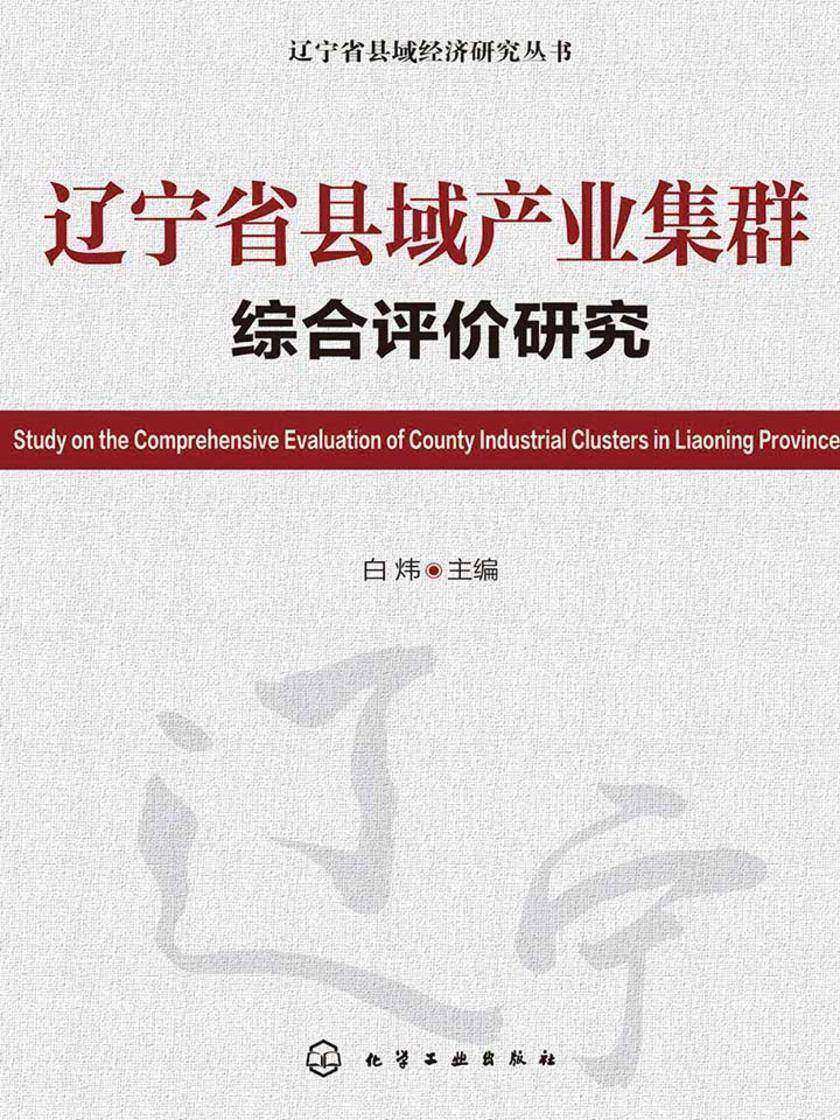 辽宁省县域经济研究丛书
辽宁省县域产业集群
综合评价研究
Study on the Comprehensive Evaluation of County Industrial Clusters in Liaoning Province
白 炜◉主编
辽宁
化学工业出版社